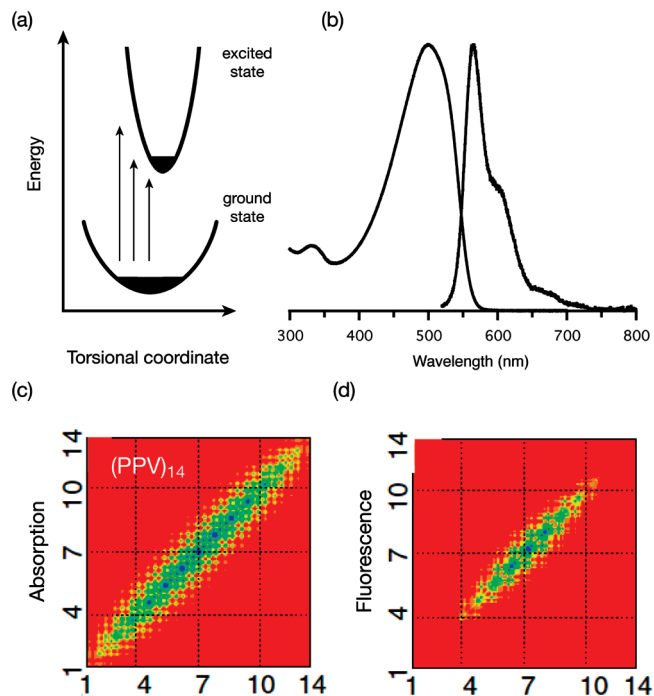 (a)
excited
state
Energy
ground
state
Torsional coordinate
(b)
300 400 500 600 700 800
Wavelength (nm)
(c)
Absorption
14
10
7
4
1
(PPV)14
1 4 7 10 14
(d)
Fluorescence
14
10
7
4
1
1 4 7 10 14